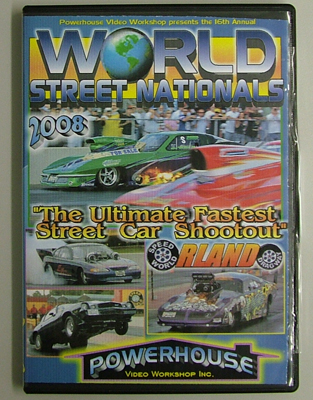 Powerhouse Video Workshop presents the 16th Annual
WORLD
STREET NATIONALS
2008
"The Ultimate Fastest
Street Car Shootout"
SPEED WORLD
ORLANDO
POWERHOUSE
VIDEO WORKSHOP INC.